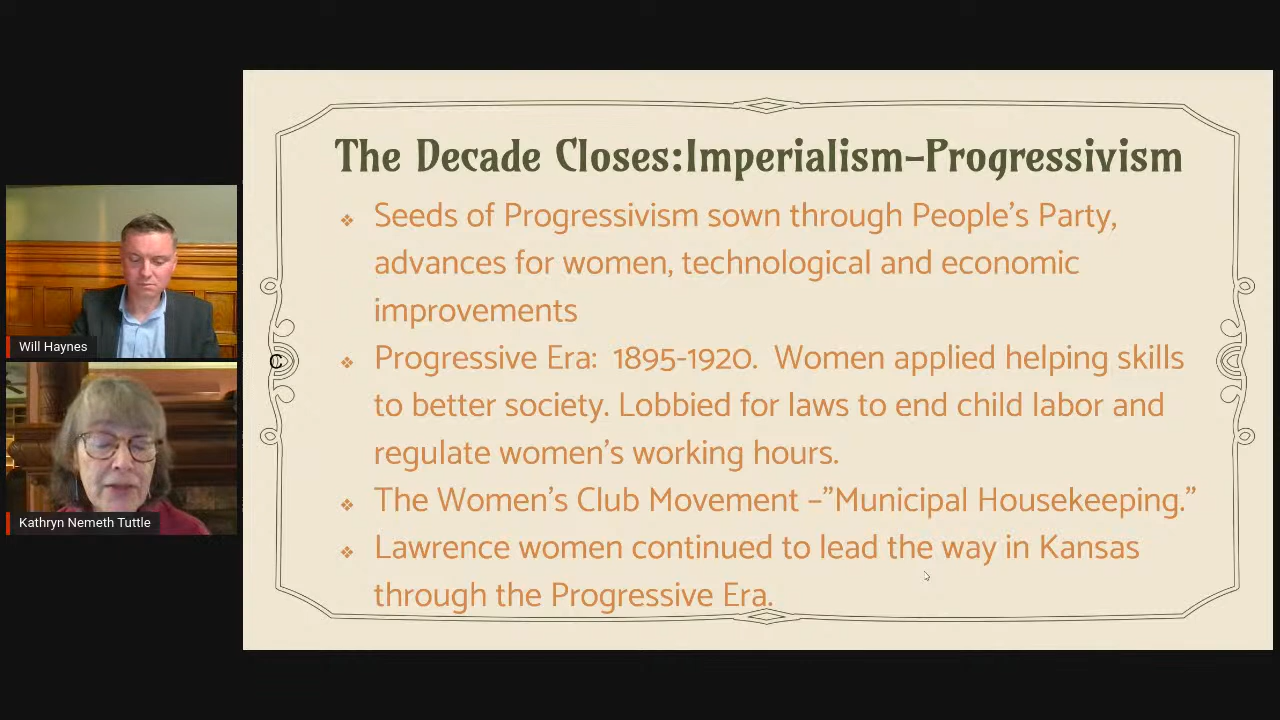 The Decade Closes:Imperialism–Progressivism
❖ Seeds of Progressivism sown through People’s Party,
advances for women, technological and economic
improvements
❖ Progressive Era:  1895-1920.  Women applied helping skills
to better society. Lobbied for laws to end child labor and
regulate women’s working hours.
❖ The Women’s Club Movement –”Municipal Housekeeping.”
❖ Lawrence women continued to lead the way in Kansas
through the Progressive Era.
Will Haynes
C
Kathryn Nemeth Tuttle